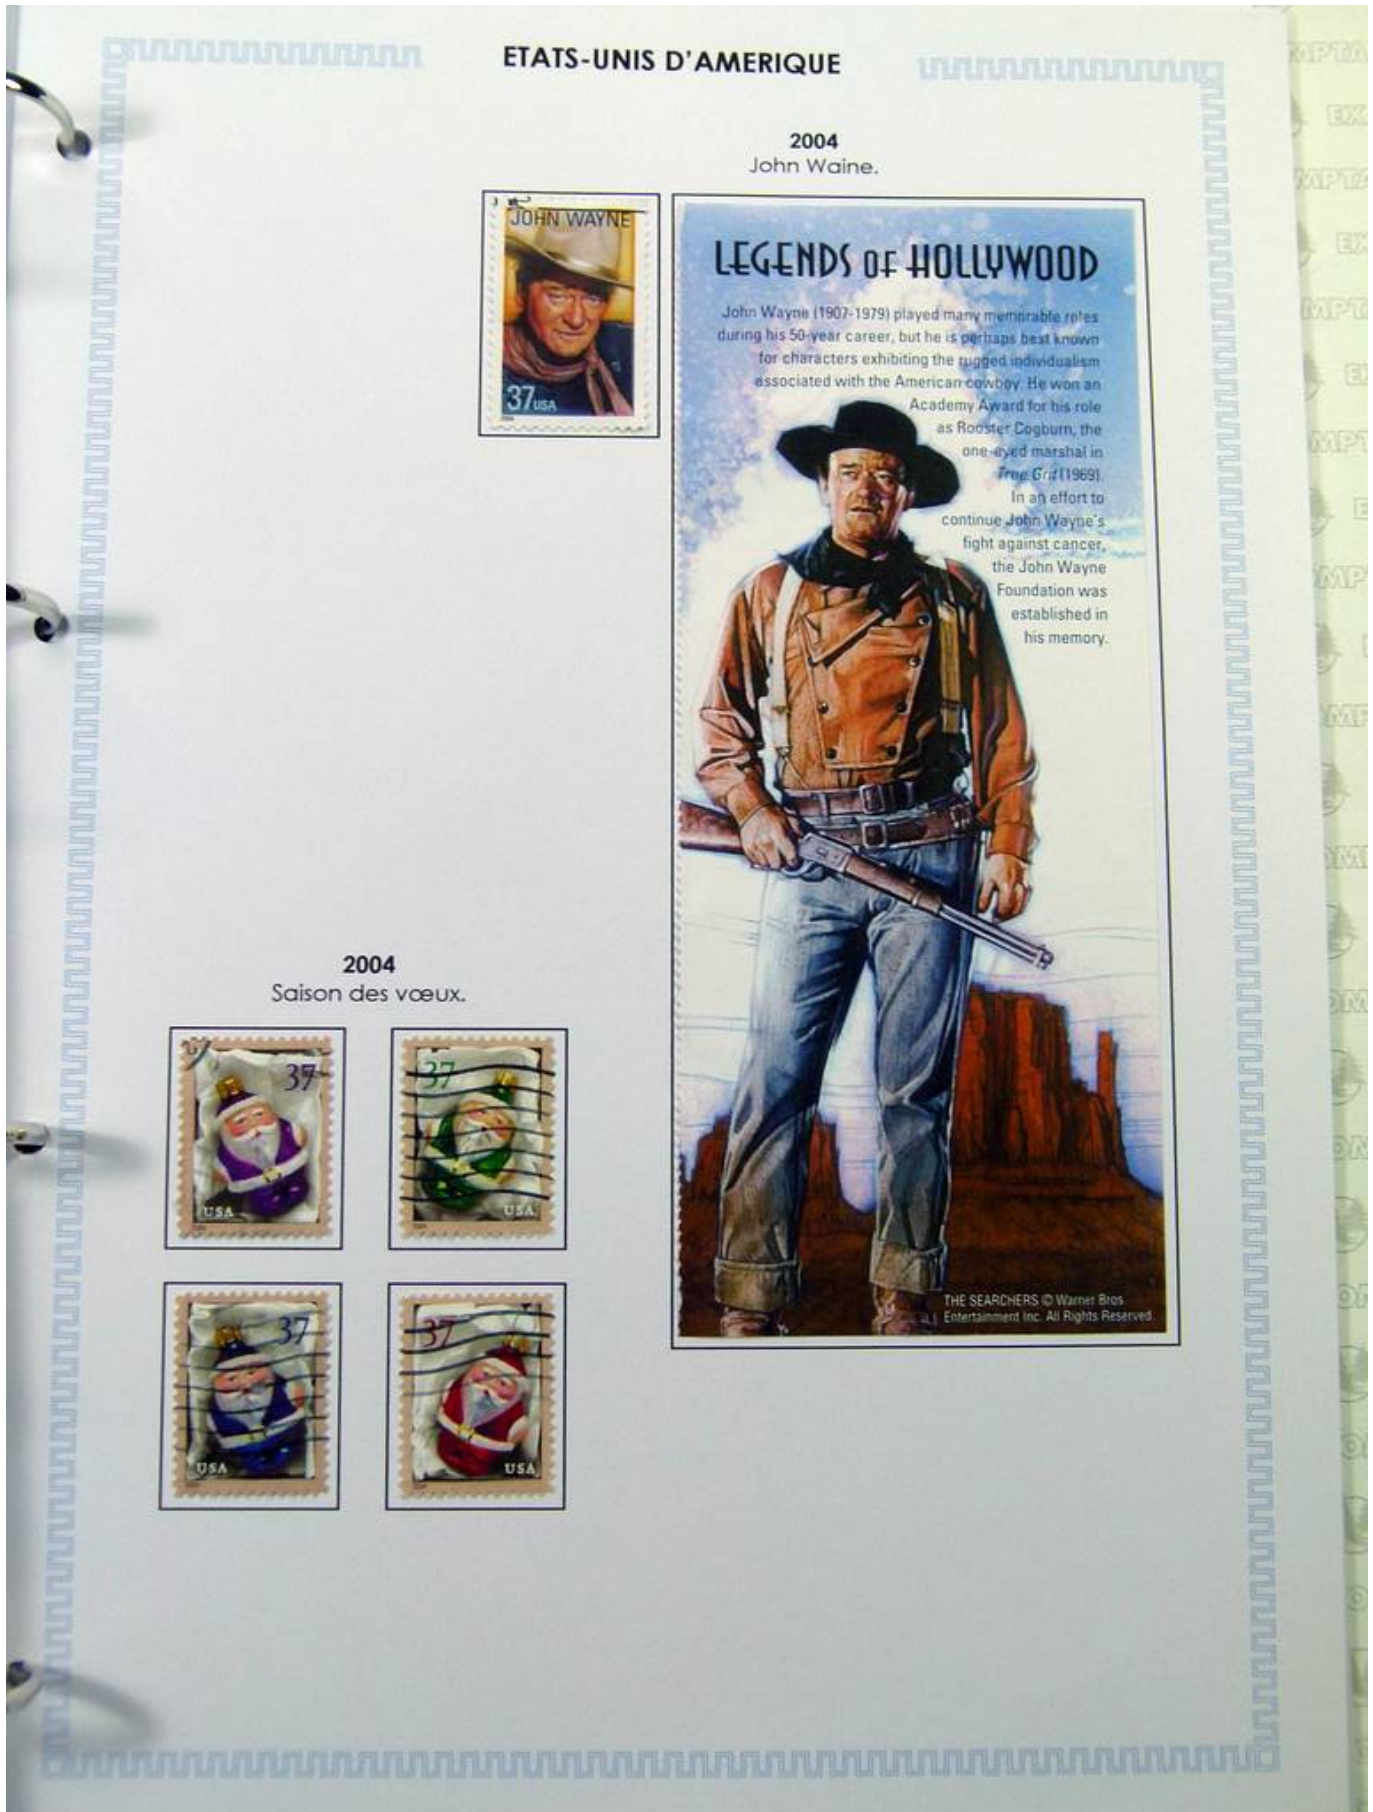 ETATS-UNIS D'AMERIQUE
2004
John Waine.
JOHN WAYNE
37 USA
LEGENDS OF HOLLYWOOD
John Wayne (1907-1979) played many memorable roles
during his 50-year career, but he is perhaps best known
for characters exhibiting the rugged individualism
associated with the American cowboy. He won an
Academy Award for his role
as Rooster Cogburn, the
one-eyed marshal in
True Grit (1969).
In an effort to
continue John Wayne's
fight against cancer,
the John Wayne
Foundation was
established in
his memory.
THE SEARCHERS © Warner Bros.
Entertainment Inc. All Rights Reserved.
2004
Saison des vœux.
37
USA
37
USA
37
USA
37
USA